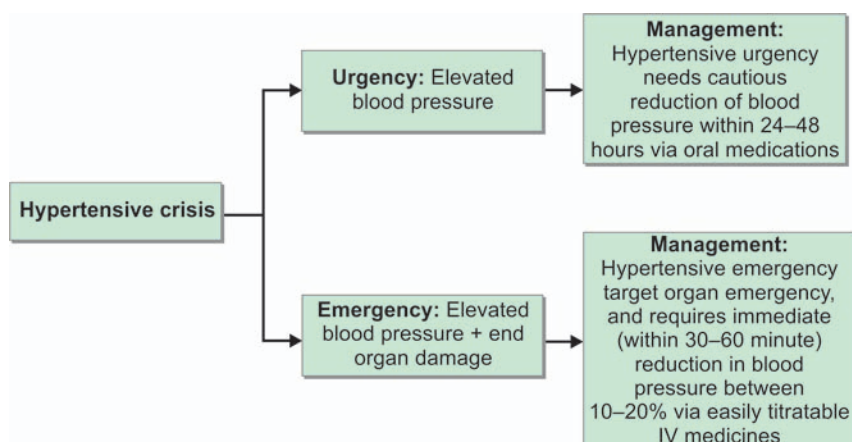 Hypertensive crisis
Urgency: Elevated
blood pressure
Management:
Hypertensive urgency
needs cautious
reduction of blood
pressure within 24–48
hours via oral medications
Emergency: Elevated
blood pressure + end
organ damage
Management:
Hypertensive emergency
target organ emergency,
and requires immediate
(within 30–60 minute)
reduction in blood
pressure between
10–20% via easily titratable
IV medicines